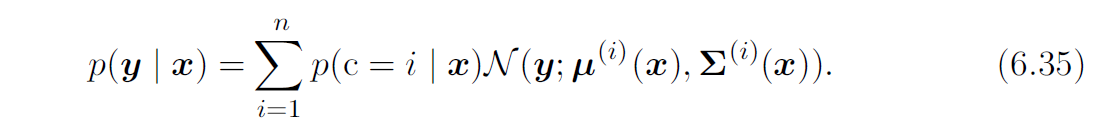 p(y | x) = ∑_{i=1}^{n} p(c = i | x)𝒩(y; μ^{(i)}(x), Σ^{(i)}(x)). (6.35)